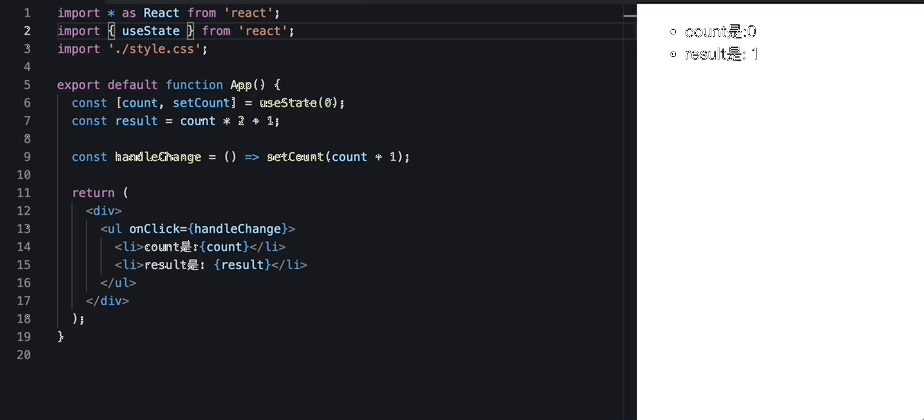 1 import * as React from 'react';
2 import { useState } from 'react';
3 import './style.css';
4
5 export default function App() {
6 const [count, setCount] = useState(0);
7 const result = count * 2 + 1;
8
9 const handleChange = () => setCount(count + 1);
10
11 return (
12 <div>
13 <ul onClick={handleChange}>
14 <li>count是:{count}</li>
15 <li>result是: {result}</li>
16 </ul>
17 </div>
18 );
19 }
20
count是:0
result是: 1